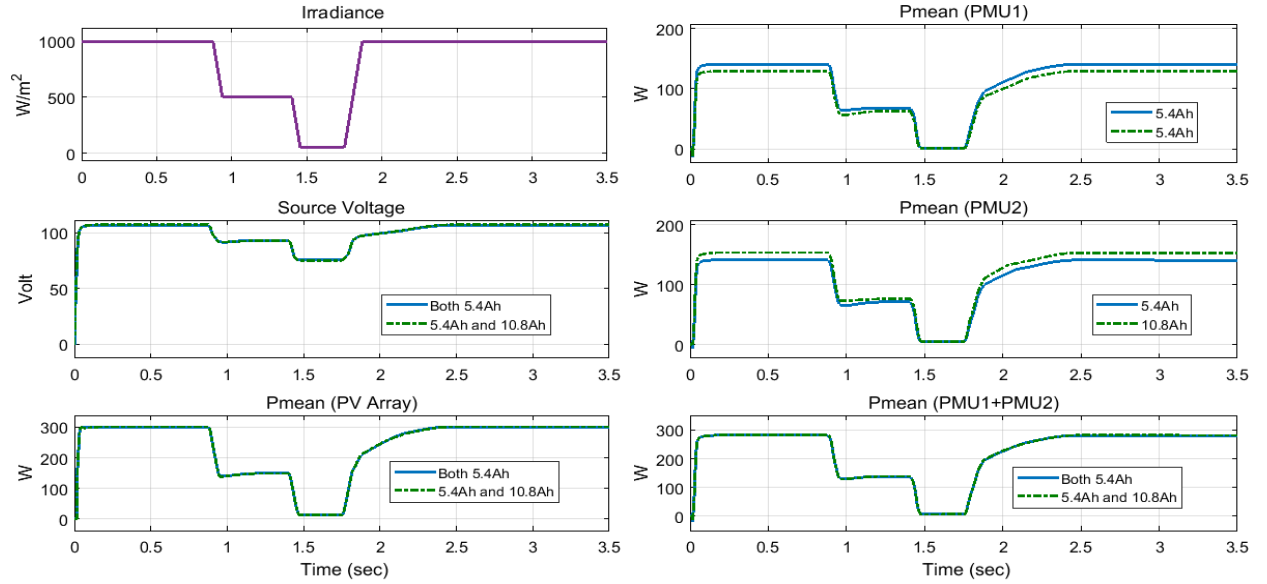 Irradiance
W/m²
1000
500
0
0 0.5 1 1.5 2 2.5 3 3.5
Source Voltage
Volt
100
50
0
Both 5.4Ah
5.4Ah and 10.8Ah
0 0.5 1 1.5 2 2.5 3 3.5
Pmean (PV Array)
W
300
200
100
0
Both 5.4Ah
5.4Ah and 10.8Ah
0 0.5 1 1.5 2 2.5 3 3.5
Time (sec)
Pmean (PMU1)
W
200
100
0
5.4Ah
5.4Ah
0 0.5 1 1.5 2 2.5 3 3.5
Pmean (PMU2)
W
200
100
0
5.4Ah
10.8Ah
0 0.5 1 1.5 2 2.5 3 3.5
Pmean (PMU1+PMU2)
W
300
200
100
0
Both 5.4Ah
5.4Ah and 10.8Ah
0 0.5 1 1.5 2 2.5 3 3.5
Time (sec)